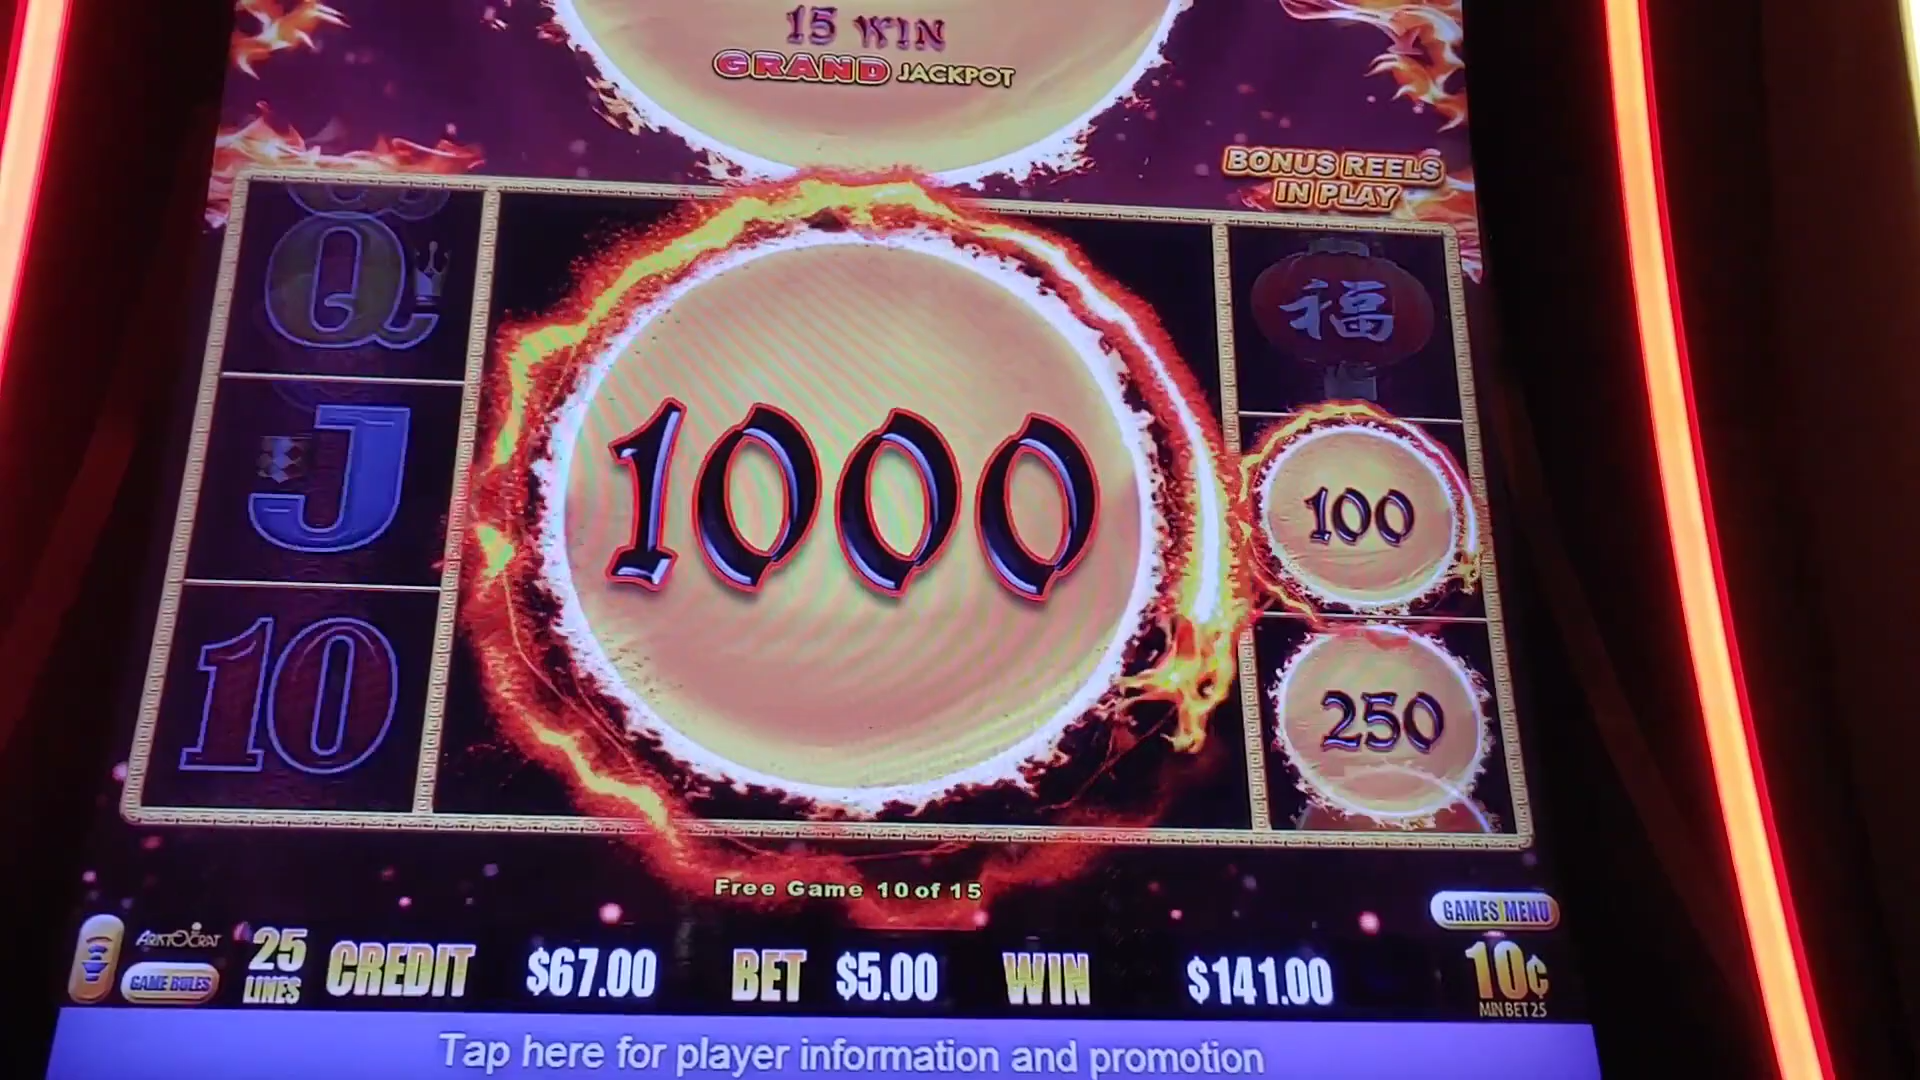 15 WIN
GRAND JACKPOT
BONUS REELS
IN PLAY
Q
福
J
1000
100
10
250
Free Game 10 of 15
GAMES MENU
ARISTOCRAT
GAME RULES
25
LINES
CREDIT $67.00 BET $5.00 WIN $141.00
10¢
MIN BET 25
Tap here for player information and promotion